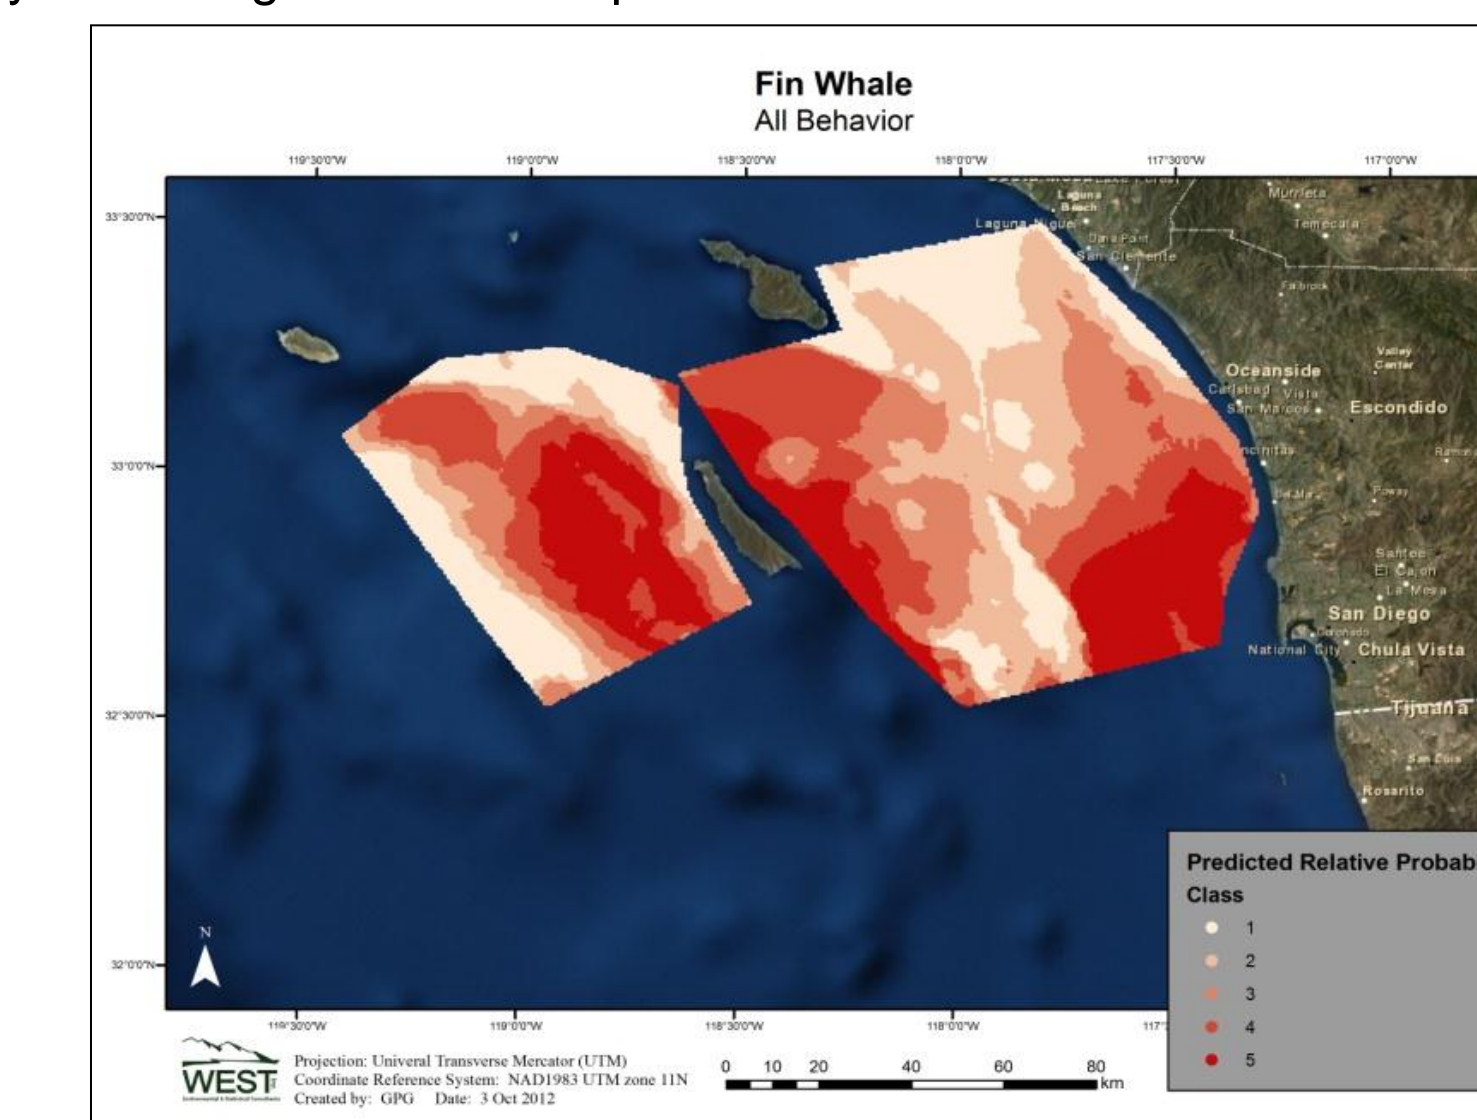 Fin Whale
All Behavior
119°30'0"W 119°0'0"W 118°30'0"W 118°0'0"W 117°30'0"W 117°0'0"W
33°30'0"N
33°0'0"N
32°30'0"N
32°0'0"N
Laguna
Beach
Laguna Niguel
Dana Point
San Clemente
Murrieta
Temecula
Fallbrook
Oceanside
Carlsbad Vista
San Marcos
Valley
Center
Escondido
ncinitas
Del Mar
Poway
Santee
El Cajon
La Mesa
San Diego
Coronado
National City
Chula Vista
Tijuana
Rosarito
Predicted Relative Probab
Class
1
2
3
4
5
N
119°30'0"W 119°0'0"W 118°30'0"W 118°0'0"W 117°
WEST
Projection: Univeral Transverse Mercator (UTM)
Coordinate Reference System: NAD1983 UTM zone 11N
Created by: GPG Date: 3 Oct 2012
0 10 20 40 60 80
km